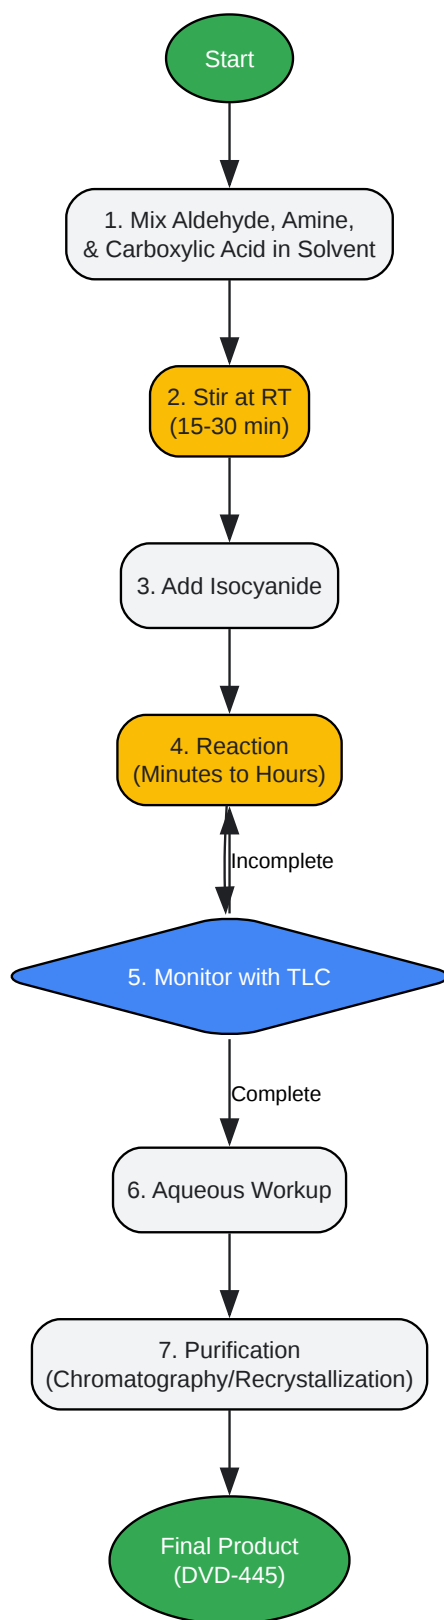 Start
1. Mix Aldehyde, Amine,
& Carboxylic Acid in Solvent
2. Stir at RT
(15-30 min)
3. Add Isocyanide
4. Reaction
(Minutes to Hours)
Incomplete
5. Monitor with TLC
Complete
6. Aqueous Workup
7. Purification
(Chromatography/Recrystallization)
Final Product
(DVD-445)